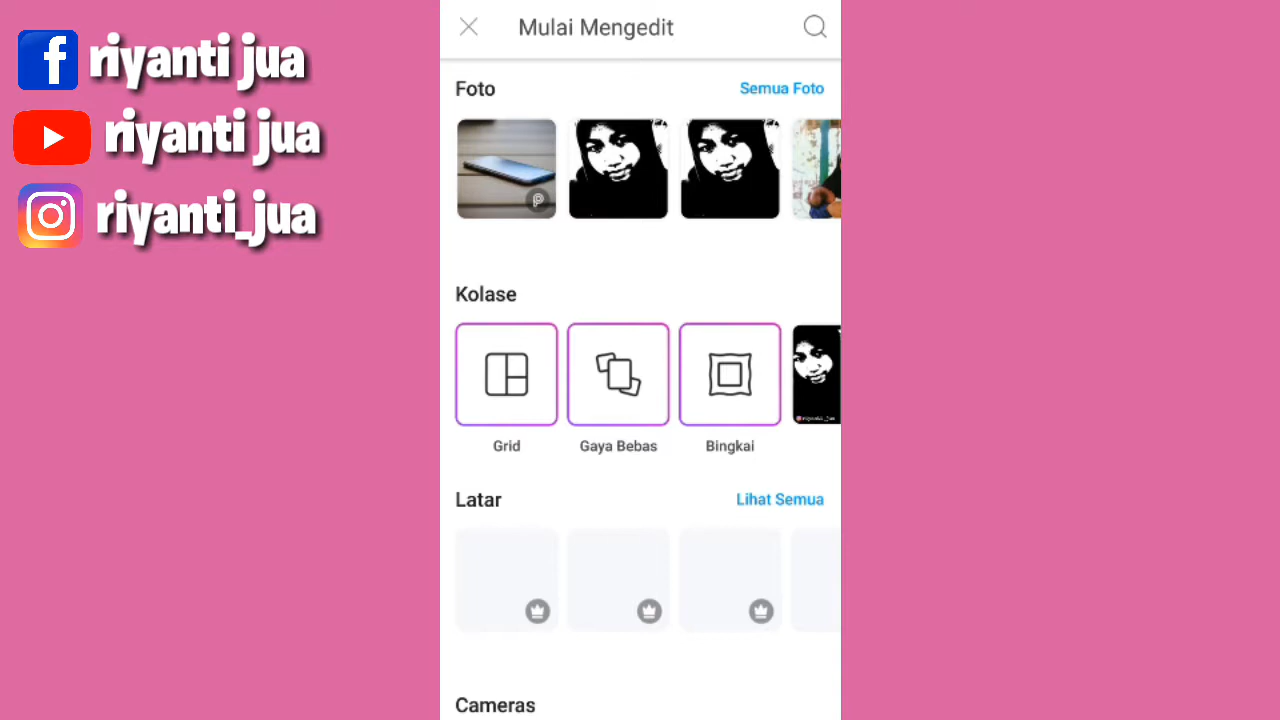 riyanti jua
riyanti jua
riyanti_jua
Mulai Mengedit
Foto
Semua Foto
Kolase
Grid
Gaya Bebas
Bingkai
Latar
Lihat Semua
Cameras